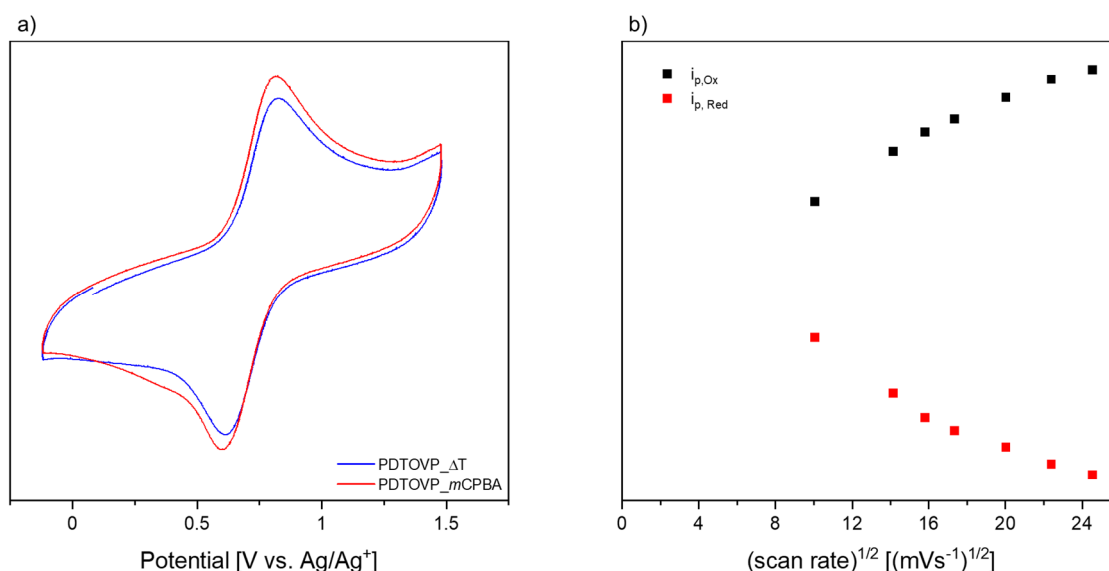 a)
PDTOVP_ΔT
PDTOVP_mCPBA
0
0.5
1
1.5
Potential [V vs. Ag/Ag⁺]
b)
i_p,Ox
i_p, Red
0
4
8
12
16
20
24
(scan rate)^1/2 [(mVs⁻¹)^1/2]